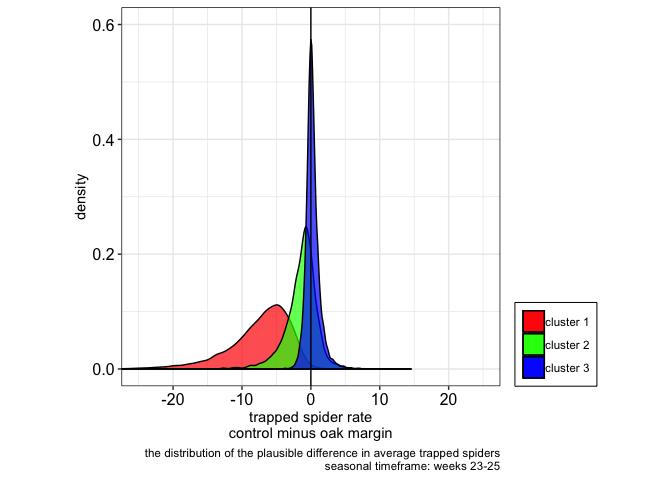 0.6
0.4
0.2
0.0
density
-20
-10
0
10
20
trapped spider rate
control minus oak margin
cluster 1
cluster 2
cluster 3
the distribution of the plausible difference in average trapped spiders
seasonal timeframe: weeks 23-25